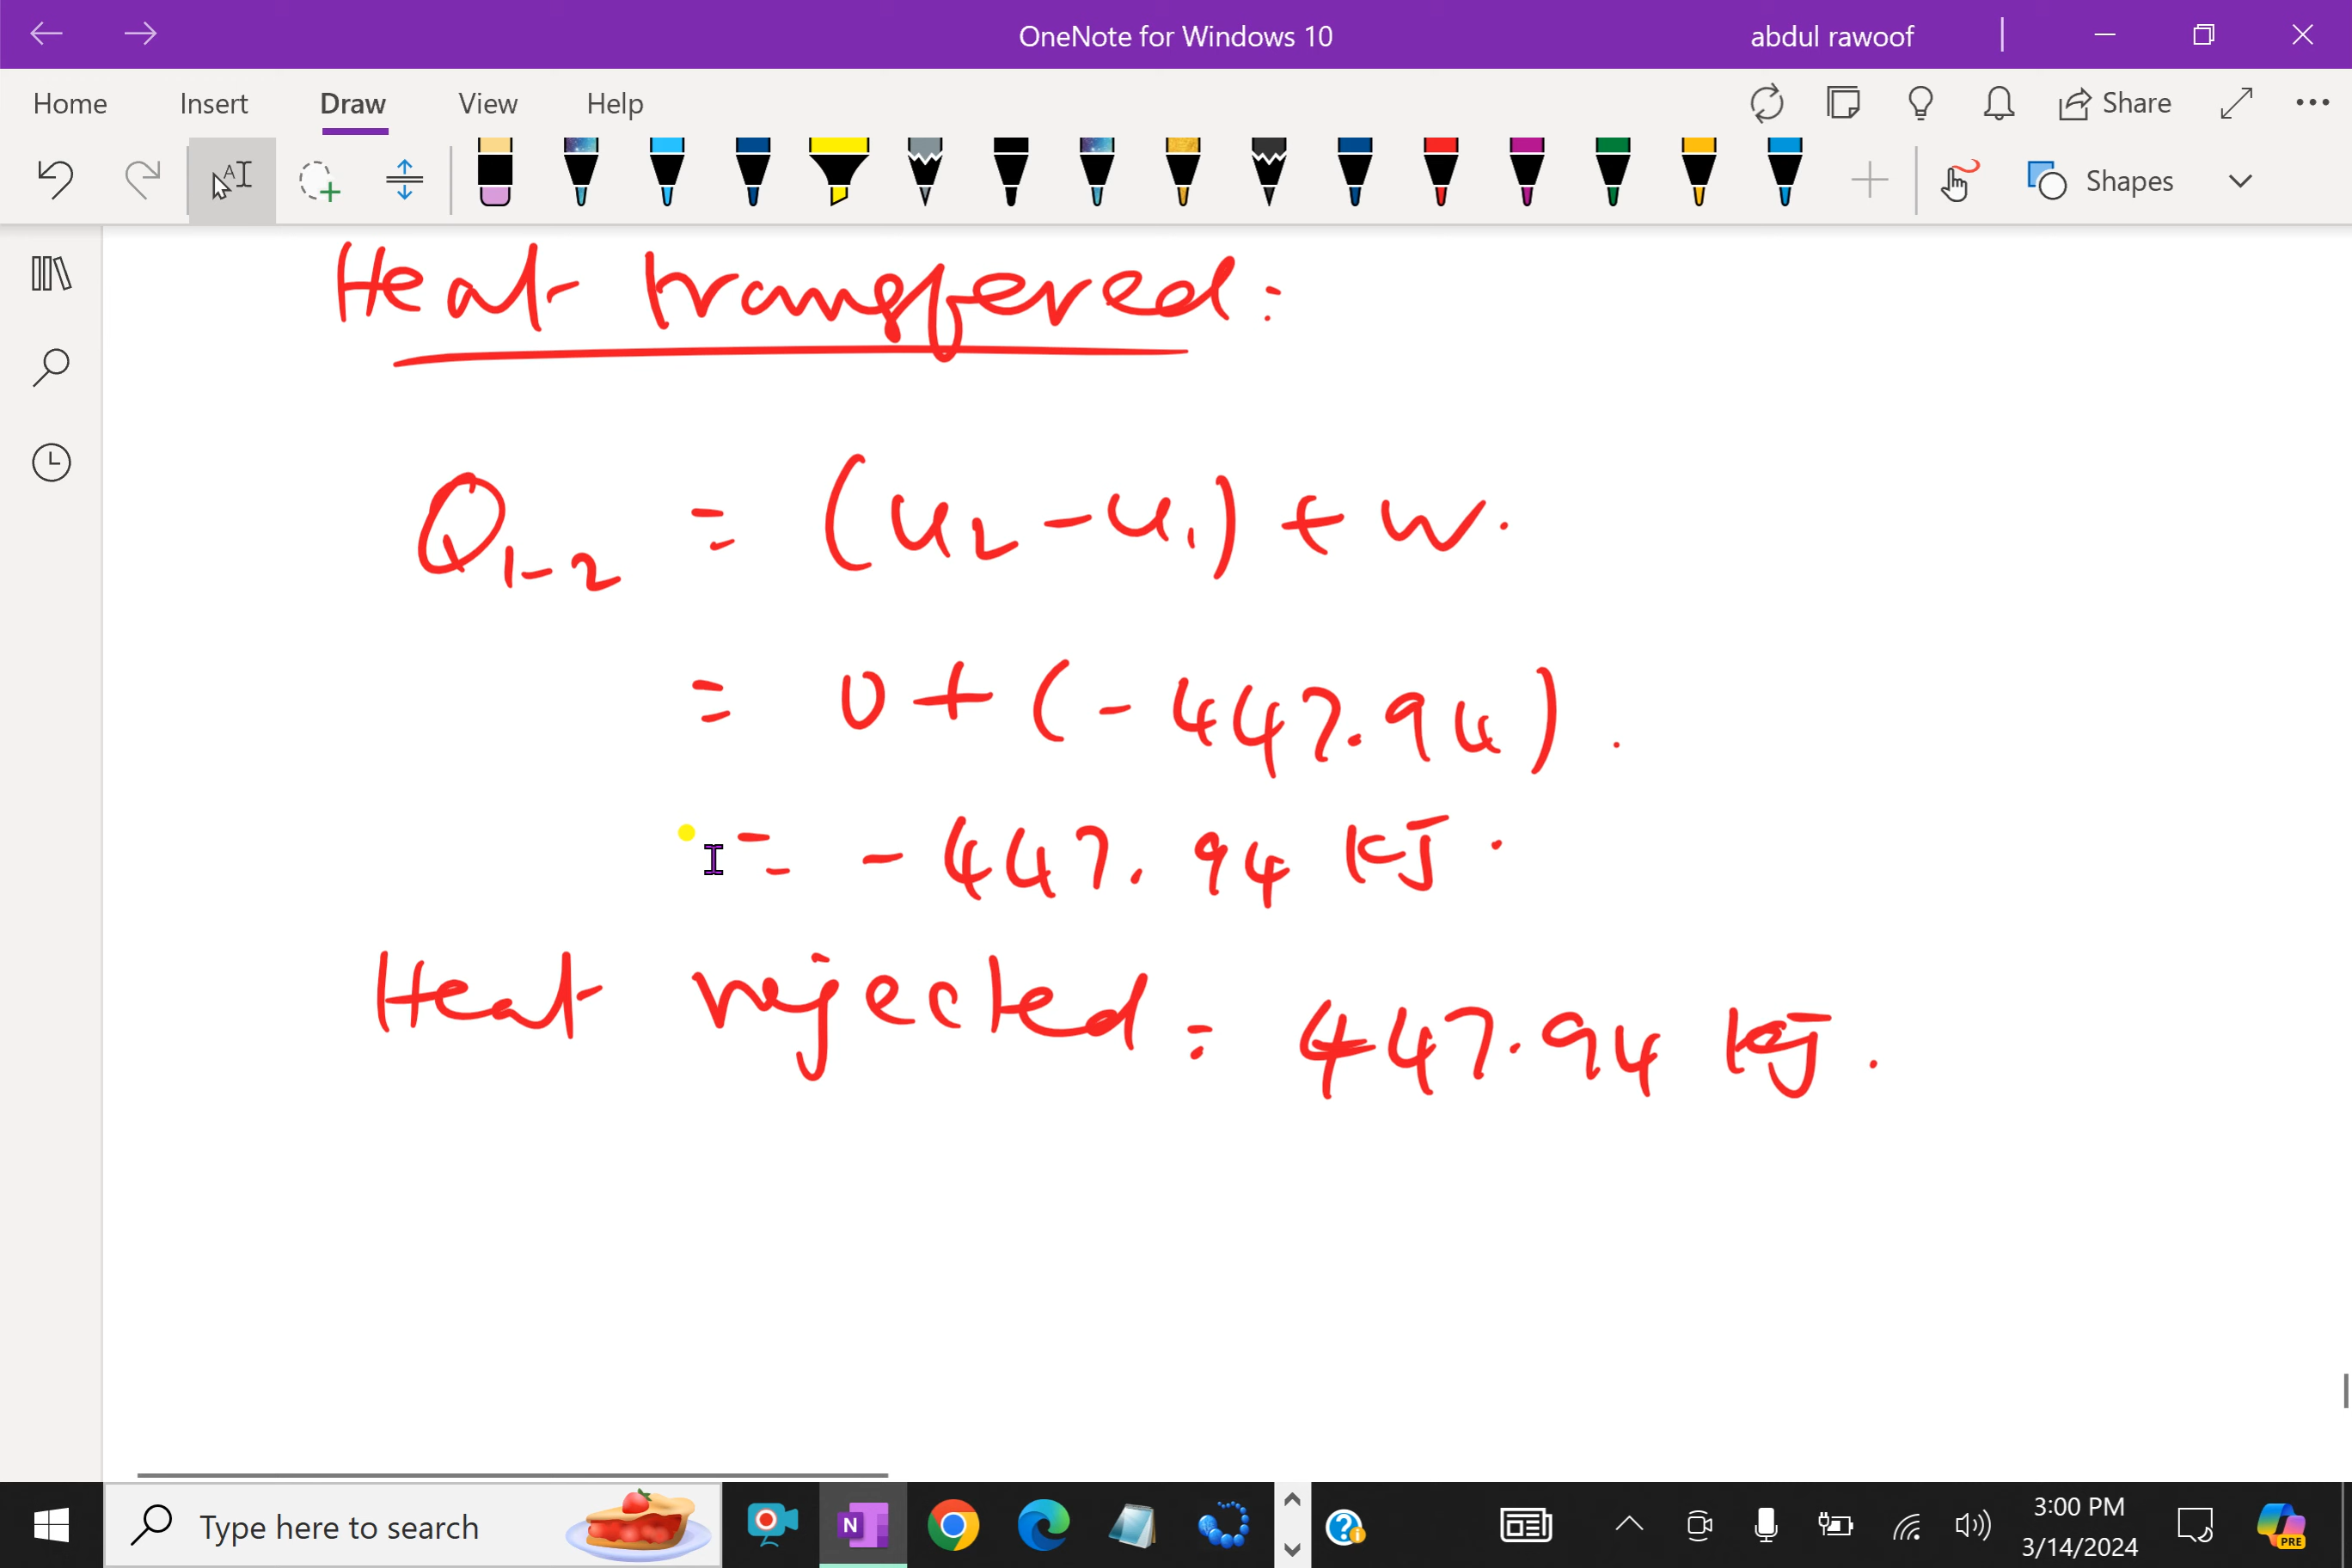 OneNote for Windows 10
abdul rawoof
Home Insert Draw View Help
Share
Shapes
Heat transferred:
Q1-2 = (u2-u1) + w.
= 0 + (-447.94).
= - 447.94 kJ.
Heat rejected = 447.94 kJ.
Type here to search
N
PRE
3:00 PM
3/14/2024